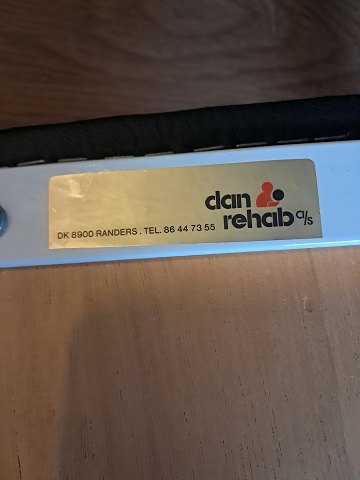 dan
rehab a/s
DK 8900 RANDERS . TEL. 86 44 73 55